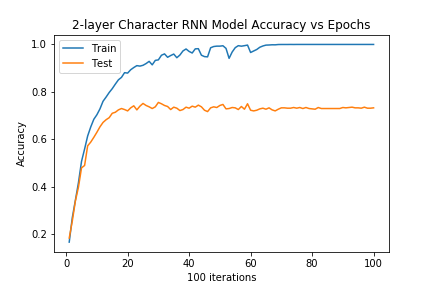 2-layer Character RNN Model Accuracy vs Epochs
Train
Test
Accuracy
1.0
0.8
0.6
0.4
0.2
0 20 40 60 80 100
100 iterations